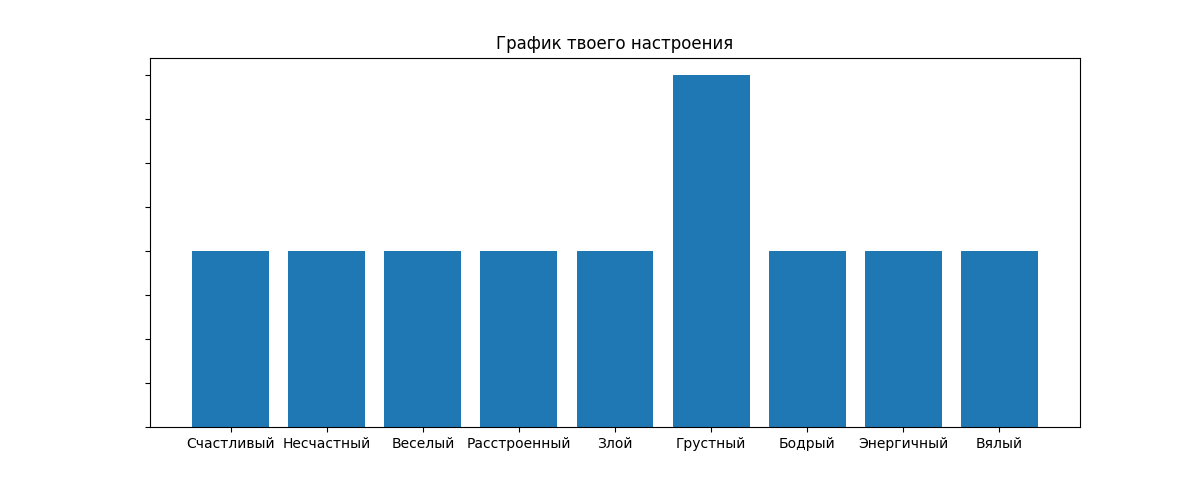 График твоего настроения
Счастливый Несчастный Веселый Расстроенный Злой Грустный Бодрый Энергичный Вялый